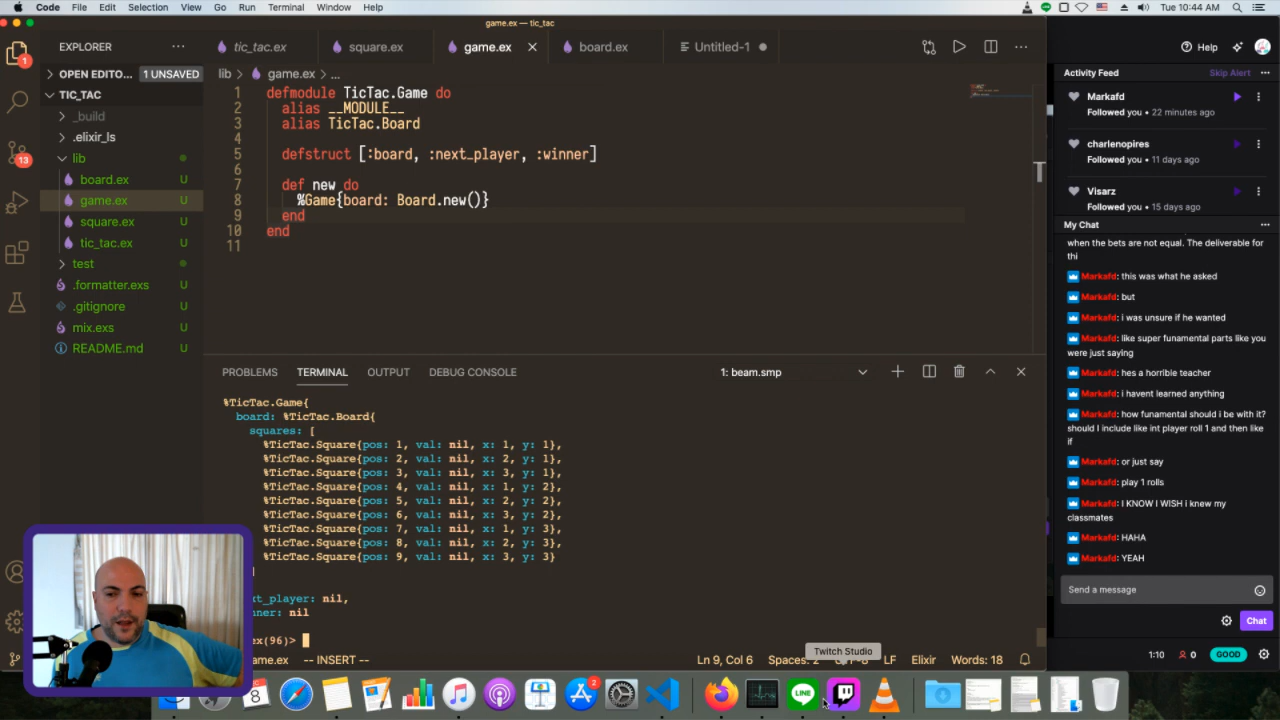 Code File Edit Selection View Go Run Terminal Window Help
Tue 10:44 AM
game.ex — tic_tac
EXPLORER
tic_tac.ex
square.ex
game.ex
board.ex
Untitled-1
OPEN EDITO... 1 UNSAVED
TIC_TAC
_build
.elixir_ls
lib
board.ex U
game.ex U
square.ex U
tic_tac.ex U
test
.formatter.exs U
.gitignore U
mix.exs U
README.md U
1
13
lib > game.ex > ...
1 defmodule TicTac.Game do
2 alias __MODULE__
3 alias TicTac.Board
4
5 defstruct [:board, :next_player, :winner]
6
7 def new do
8 %Game{board: Board.new()}
9 end
10 end
11
PROBLEMS TERMINAL OUTPUT DEBUG CONSOLE
1: beam.smp
%TicTac.Game{
board: %TicTac.Board{
squares: [
%TicTac.Square{pos: 1, val: nil, x: 1, y: 1},
%TicTac.Square{pos: 2, val: nil, x: 2, y: 1},
%TicTac.Square{pos: 3, val: nil, x: 3, y: 1},
%TicTac.Square{pos: 4, val: nil, x: 1, y: 2},
%TicTac.Square{pos: 5, val: nil, x: 2, y: 2},
%TicTac.Square{pos: 6, val: nil, x: 3, y: 2},
%TicTac.Square{pos: 7, val: nil, x: 1, y: 3},
%TicTac.Square{pos: 8, val: nil, x: 2, y: 3},
%TicTac.Square{pos: 9, val: nil, x: 3, y: 3}
]
xt_player: nil,
nner: nil
ex(96)>
ame.ex -- INSERT --
Ln 9, Col 6 Spaces: 2 UTF-8 LF Elixir Words: 18
Twitch Studio
8
2
LINE
Help
Activity Feed Skip Alert
Markafd
Followed you • 22 minutes ago
charlenopires
Followed you • 11 days ago
Visarz
Followed you • 15 days ago
My Chat
when the bets are not equal. The deliverable for
thi
Markafd: this was what he asked
Markafd: but
Markafd: i was unsure if he wanted
Markafd: like super funamental parts like you
were just saying
Markafd: hes a horrible teacher
Markafd: i havent learned anything
Markafd: how funamental should i be with it?
should I include like int player roll 1 and then like
if
Markafd: or just say
Markafd: play 1 rolls
Markafd: I KNOW I WISH i knew my
classmates
Markafd: HAHA
Markafd: YEAH
Send a message
Chat
1:10 0 GOOD